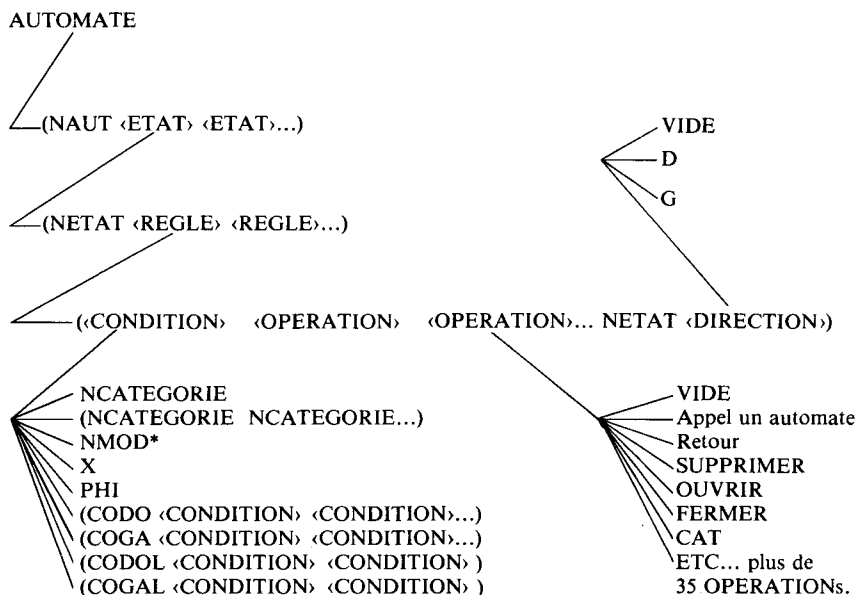 AUTOMATE
(NAUT ‹ETAT› ‹ETAT›...)
VIDE
D
G
(NETAT ‹REGLE› ‹REGLE›...)
(‹CONDITION› ‹OPERATION› ‹OPERATION›... NETAT ‹DIRECTION›)
NCATEGORIE
(NCATEGORIE NCATEGORIE...)
NMOD*
X
PHI
(CODO ‹CONDITION› ‹CONDITION›...)
(COGA ‹CONDITION› ‹CONDITION›...)
(CODOL ‹CONDITION› ‹CONDITION› )
(COGAL ‹CONDITION› ‹CONDITION› )
VIDE
Appel un automate
Retour
SUPPRIMER
OUVRIR
FERMER
CAT
ETC... plus de
35 OPERATIONs.